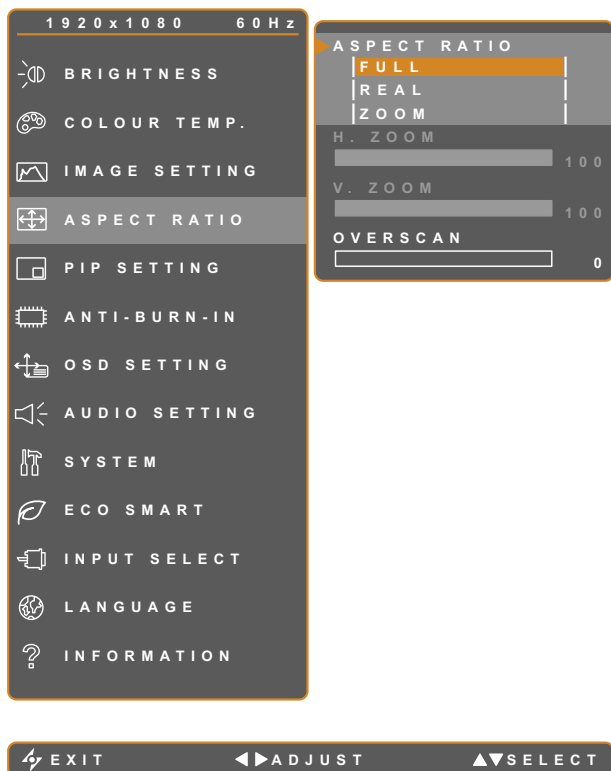 1920x1080 60Hz
BRIGHTNESS
COLOUR TEMP.
IMAGE SETTING
ASPECT RATIO
PIP SETTING
ANTI-BURN-IN
OSD SETTING
AUDIO SETTING
SYSTEM
ECO SMART
INPUT SELECT
LANGUAGE
INFORMATION
ASPECT RATIO
FULL
REAL
ZOOM
H. ZOOM
100
V. ZOOM
100
OVERSCAN
0
EXIT ADJUST SELECT